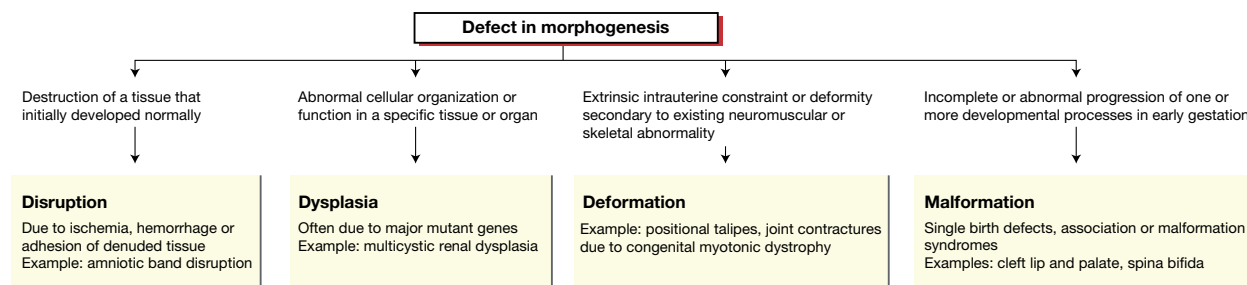 Defect in morphogenesis
Destruction of a tissue that
initially developed normally
Abnormal cellular organization or
function in a specific tissue or organ
Extrinsic intrauterine constraint or deformity
secondary to existing neuromuscular or
skeletal abnormality
Incomplete or abnormal progression of one or
more developmental processes in early gestation
Disruption
Due to ischemia, hemorrhage or
adhesion of denuded tissue
Example: amniotic band disruption
Dysplasia
Often due to major mutant genes
Example: multicystic renal dysplasia
Deformation
Example: positional talipes, joint contractures
due to congenital myotonic dystrophy
Malformation
Single birth defects, association or malformation
syndromes
Examples: cleft lip and palate, spina bifida